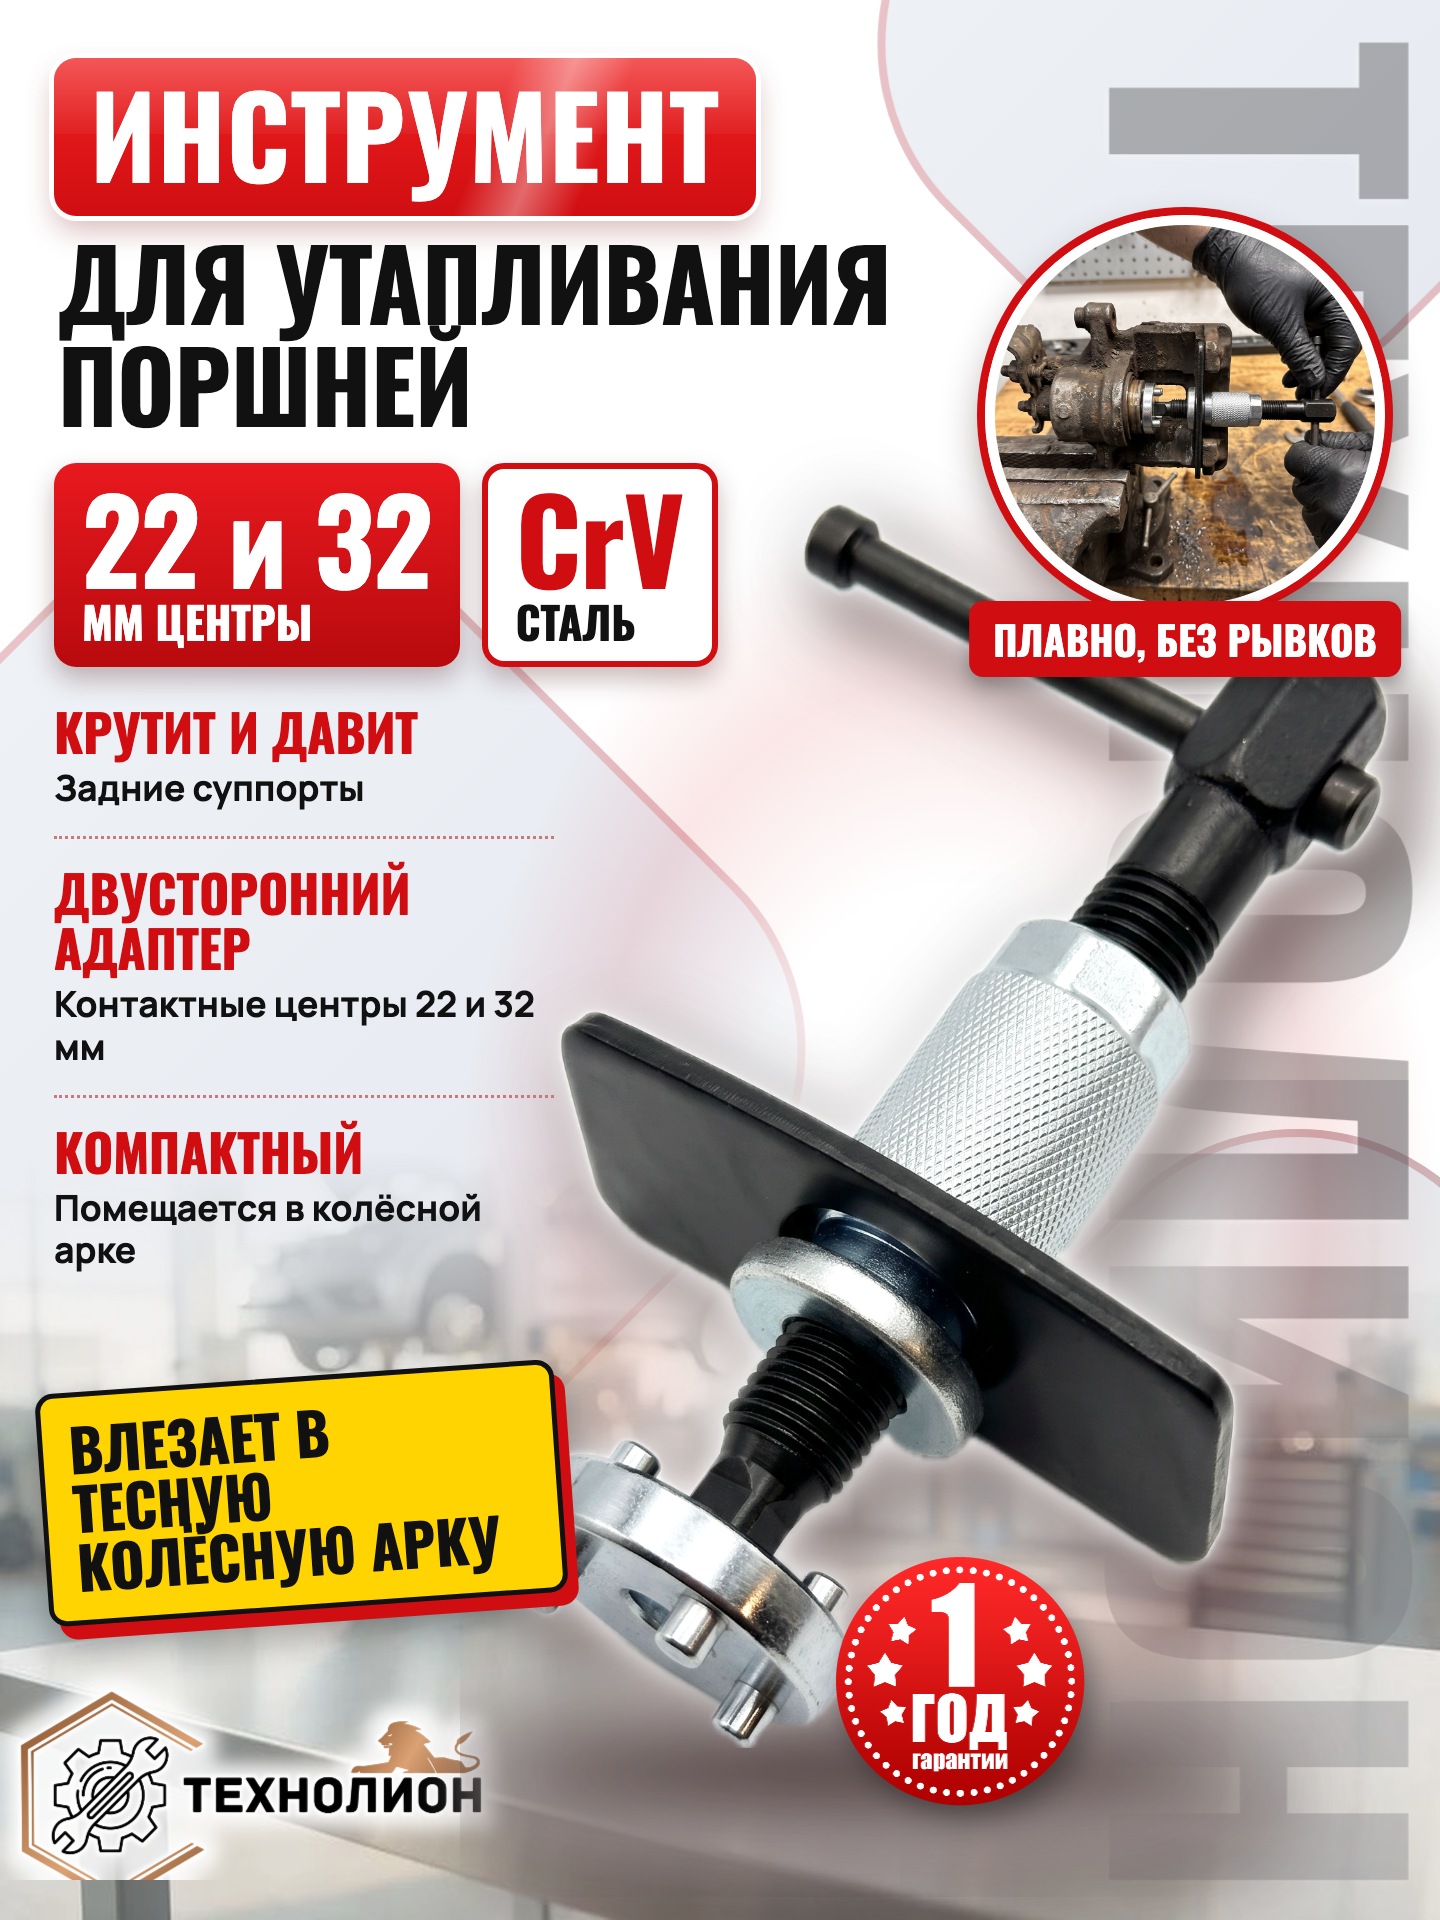 ИНСТРУМЕНТ
ДЛЯ УТАПЛИВАНИЯ
ПОРШНЕЙ
22 и 32
ММ ЦЕНТРЫ
CrV
СТАЛЬ
ПЛАВНО, БЕЗ РЫВКОВ
КРУТИТ И ДАВИТ
Задние суппорты
ДВУСТОРОННИЙ
АДАПТЕР
Контактные центры 22 и 32
мм
КОМПАКТНЫЙ
Помещается в колёсной
арке
ВЛЕЗАЕТ В
ТЕСНУЮ
КОЛЁСНУЮ АРКУ
1
ГОД
гарантии
ТЕХНОЛИОН